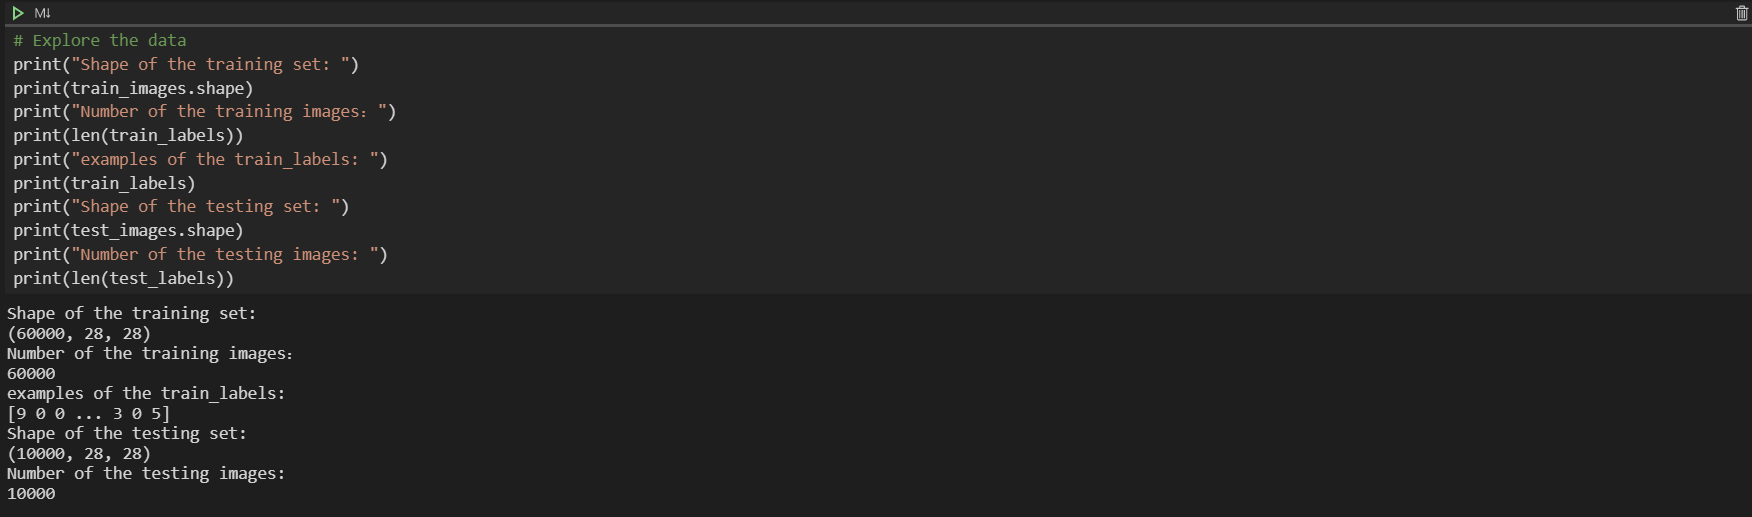 M↓
# Explore the data
print("Shape of the training set: ")
print(train_images.shape)
print("Number of the training images: ")
print(len(train_labels))
print("examples of the train_labels: ")
print(train_labels)
print("Shape of the testing set: ")
print(test_images.shape)
print("Number of the testing images: ")
print(len(test_labels))
Shape of the training set:
(60000, 28, 28)
Number of the training images:
60000
examples of the train_labels:
[9 0 0 ... 3 0 5]
Shape of the testing set:
(10000, 28, 28)
Number of the testing images:
10000